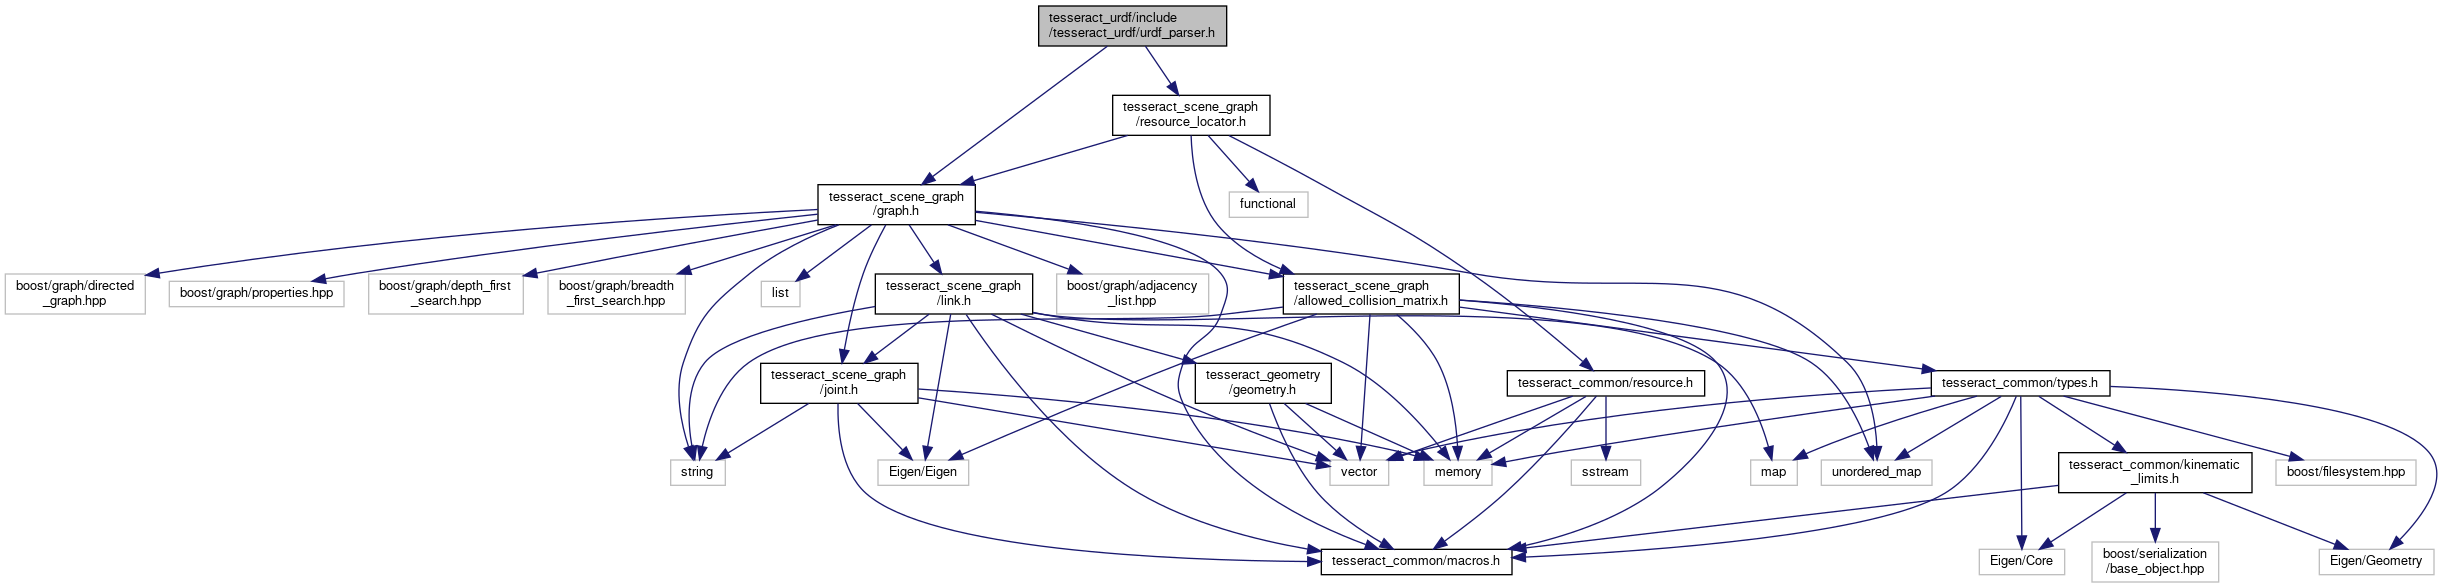 tesseract_urdf/include
/tesseract_urdf/urdf_parser.h
tesseract_scene_graph
/resource_locator.h
tesseract_scene_graph
/graph.h
functional
boost/graph/directed
_graph.hpp
boost/graph/properties.hpp
boost/graph/depth_first
_search.hpp
boost/graph/breadth
_first_search.hpp
list
tesseract_scene_graph
/link.h
boost/graph/adjacency
_list.hpp
tesseract_scene_graph
/allowed_collision_matrix.h
tesseract_scene_graph
/joint.h
tesseract_geometry
/geometry.h
tesseract_common/resource.h
tesseract_common/types.h
string
Eigen/Eigen
vector
memory
sstream
map
unordered_map
tesseract_common/kinematic
_limits.h
boost/filesystem.hpp
tesseract_common/macros.h
Eigen/Core
boost/serialization
/base_object.hpp
Eigen/Geometry